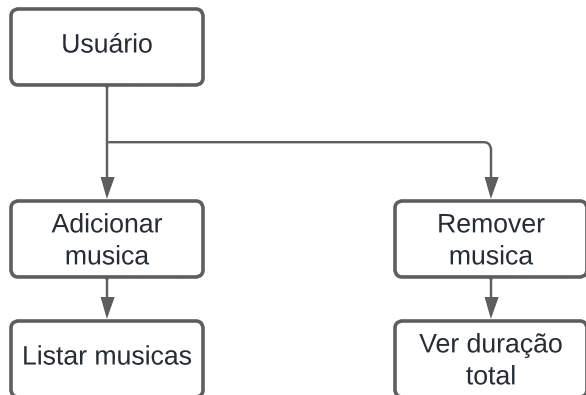 Usuário
Adicionar
musica
Remover
musica
Listar musicas
Ver duração
total